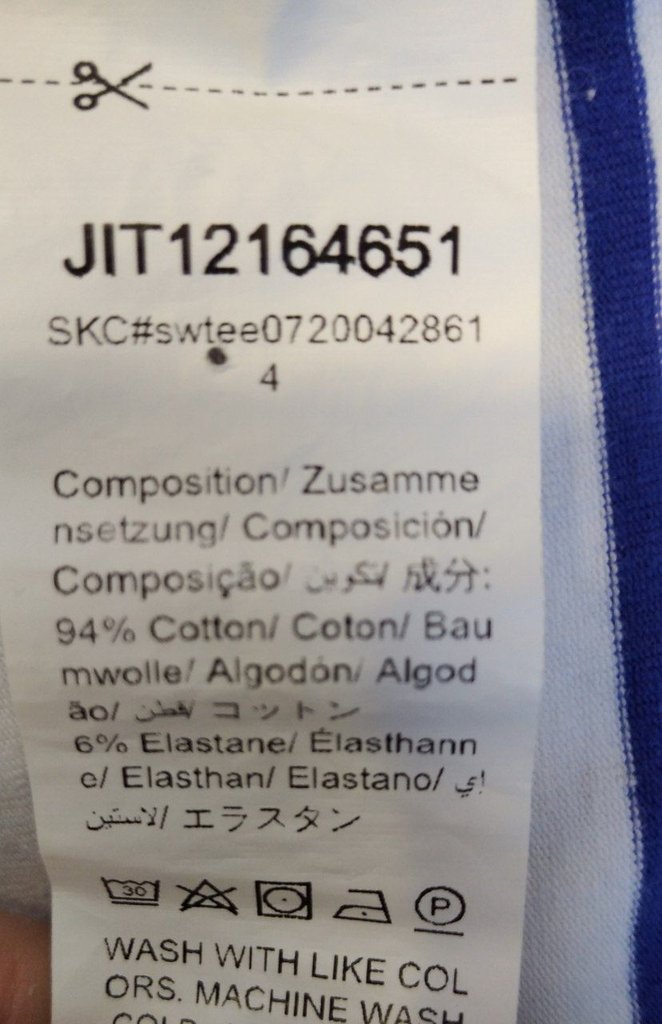 JIT12164651
SKC#swtee0720042861
4
Composition/ Zusamme
nsetzung/ Composición/
Composição/ تكوين/ 成分:
94% Cotton/ Coton/ Bau
mwolle/ Algodón/ Algod
ão/ قطن/ コットン
6% Elastane/ Élasthann
e/ Elasthan/ Elastano/ إي
لاستين/ エラスタン
30
P
WASH WITH LIKE COL
ORS. MACHINE WASH
COLD